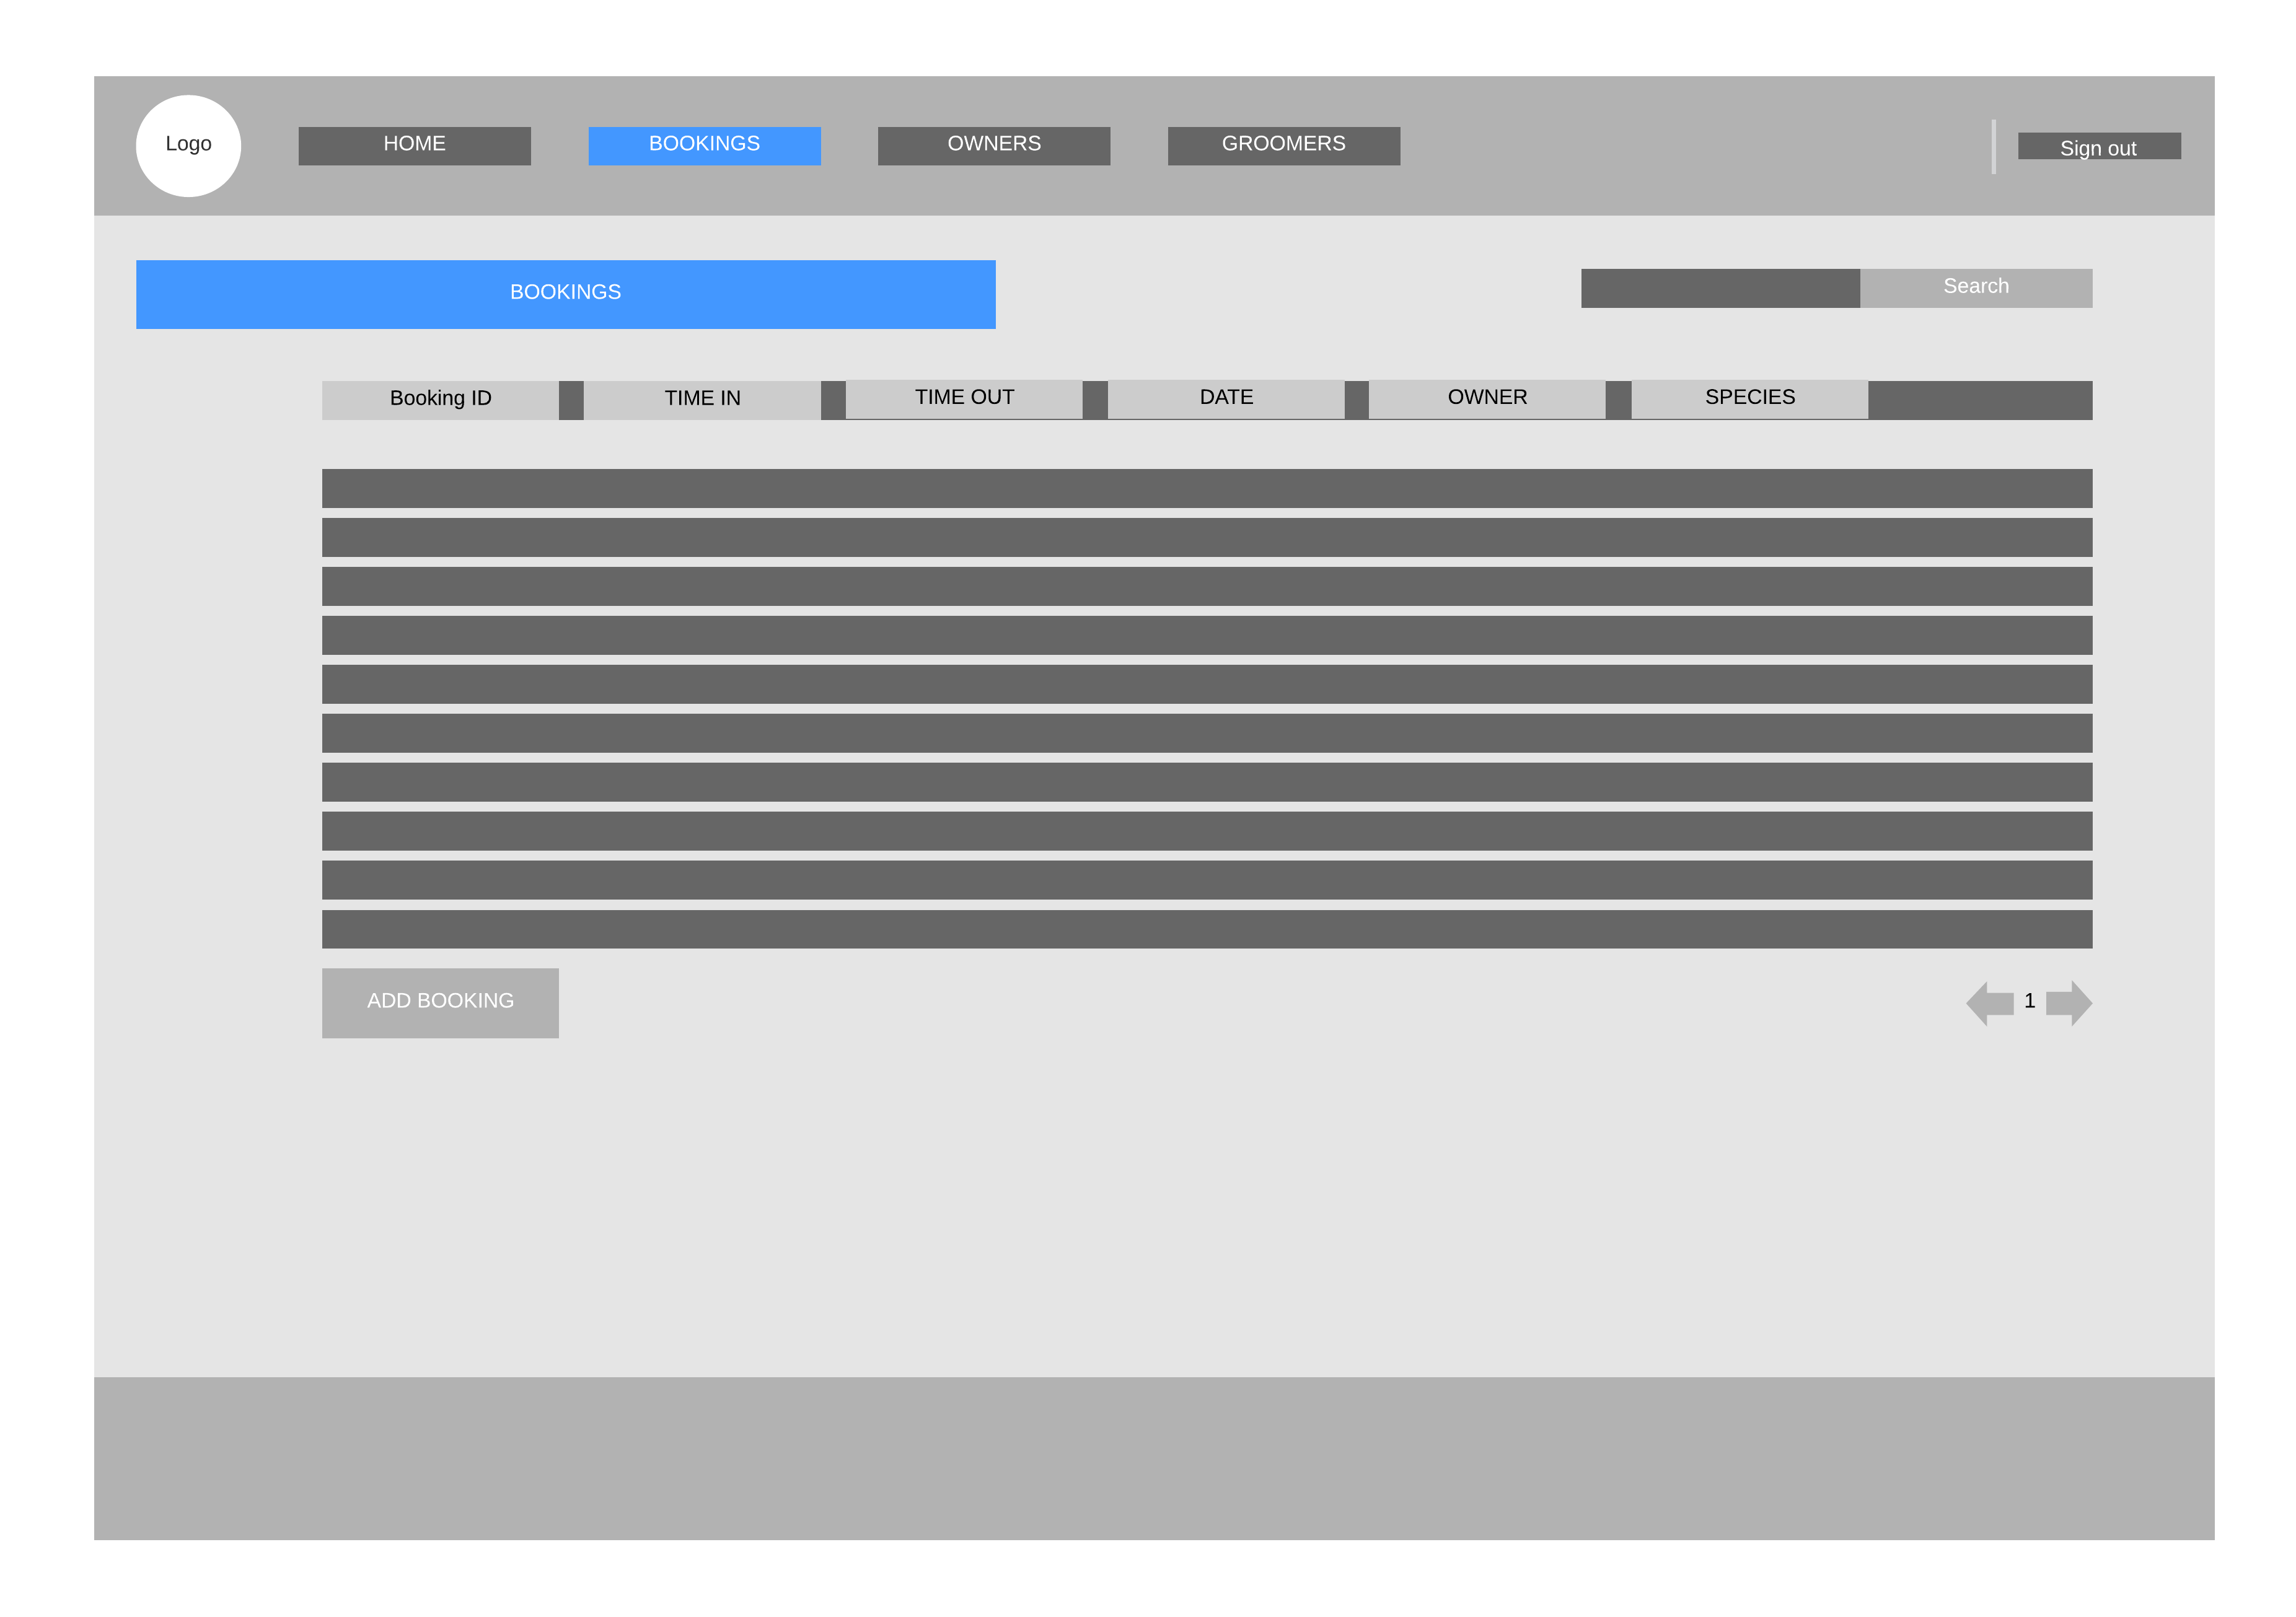 Logo
HOME
BOOKINGS
OWNERS
GROOMERS
Sign out
BOOKINGS
Search
Booking ID
TIME IN
TIME OUT
DATE
OWNER
SPECIES
ADD BOOKING
1